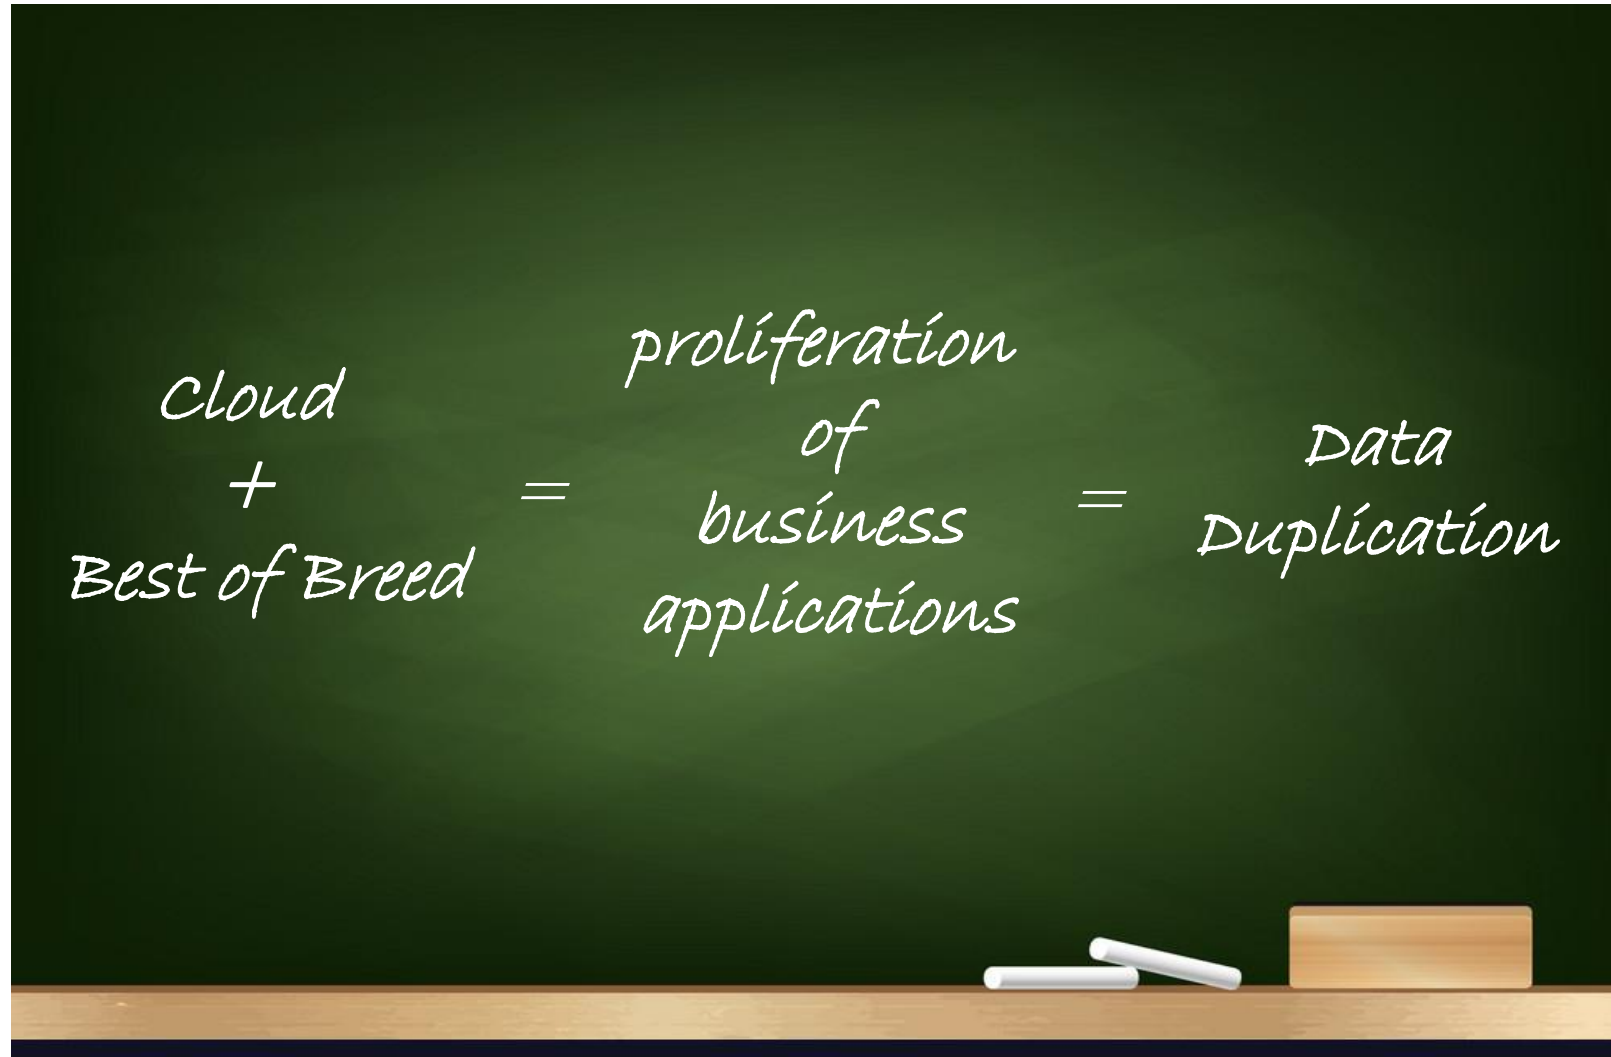 Cloud
+
Best of Breed
=
proliferation
of
business
applications
=
Data
Duplication